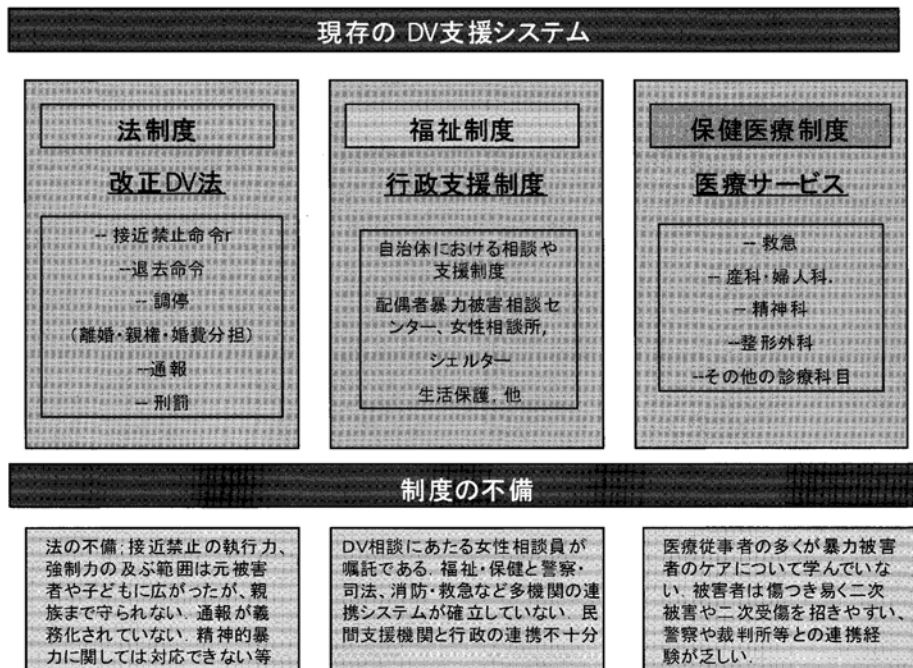 現存の DV支援システム
法制度
改正DV法
-- 接近禁止命令r
--退去命令
-- 調停
(離婚・親権・婚費分担)
--通報
-- 刑罰
福祉制度
行政支援制度
自治体における相談や
支援制度
配偶者暴力被害相談セ
ンター、女性相談所,
シェルター
生活保護, 他
保健医療制度
医療サービス
-- 救急
-- 産科・婦人科.
-- 精神科
--整形外科
--その他の診療科目
制度の不備
法の不備;接近禁止の執行力、
強制力の及ぶ範囲は元被害
者や子どもに広がったが、親
族まで守られない. 通報が義
務化されていない. 精神的暴
力に関しては対応できない等
DV相談にあたる女性相談員が
嘱託である. 福祉・保健と警察・
司法、消防・救急など多機関の連
携システムが確立していない. 民
間支援機関と行政の連携不十分
医療従事者の多くが暴力被害
者のケアについて学んでいな
い. 被害者は傷つき易く二次
被害や二次受傷を招きやすい、
警察や裁判所等との連携経
験が乏しい.